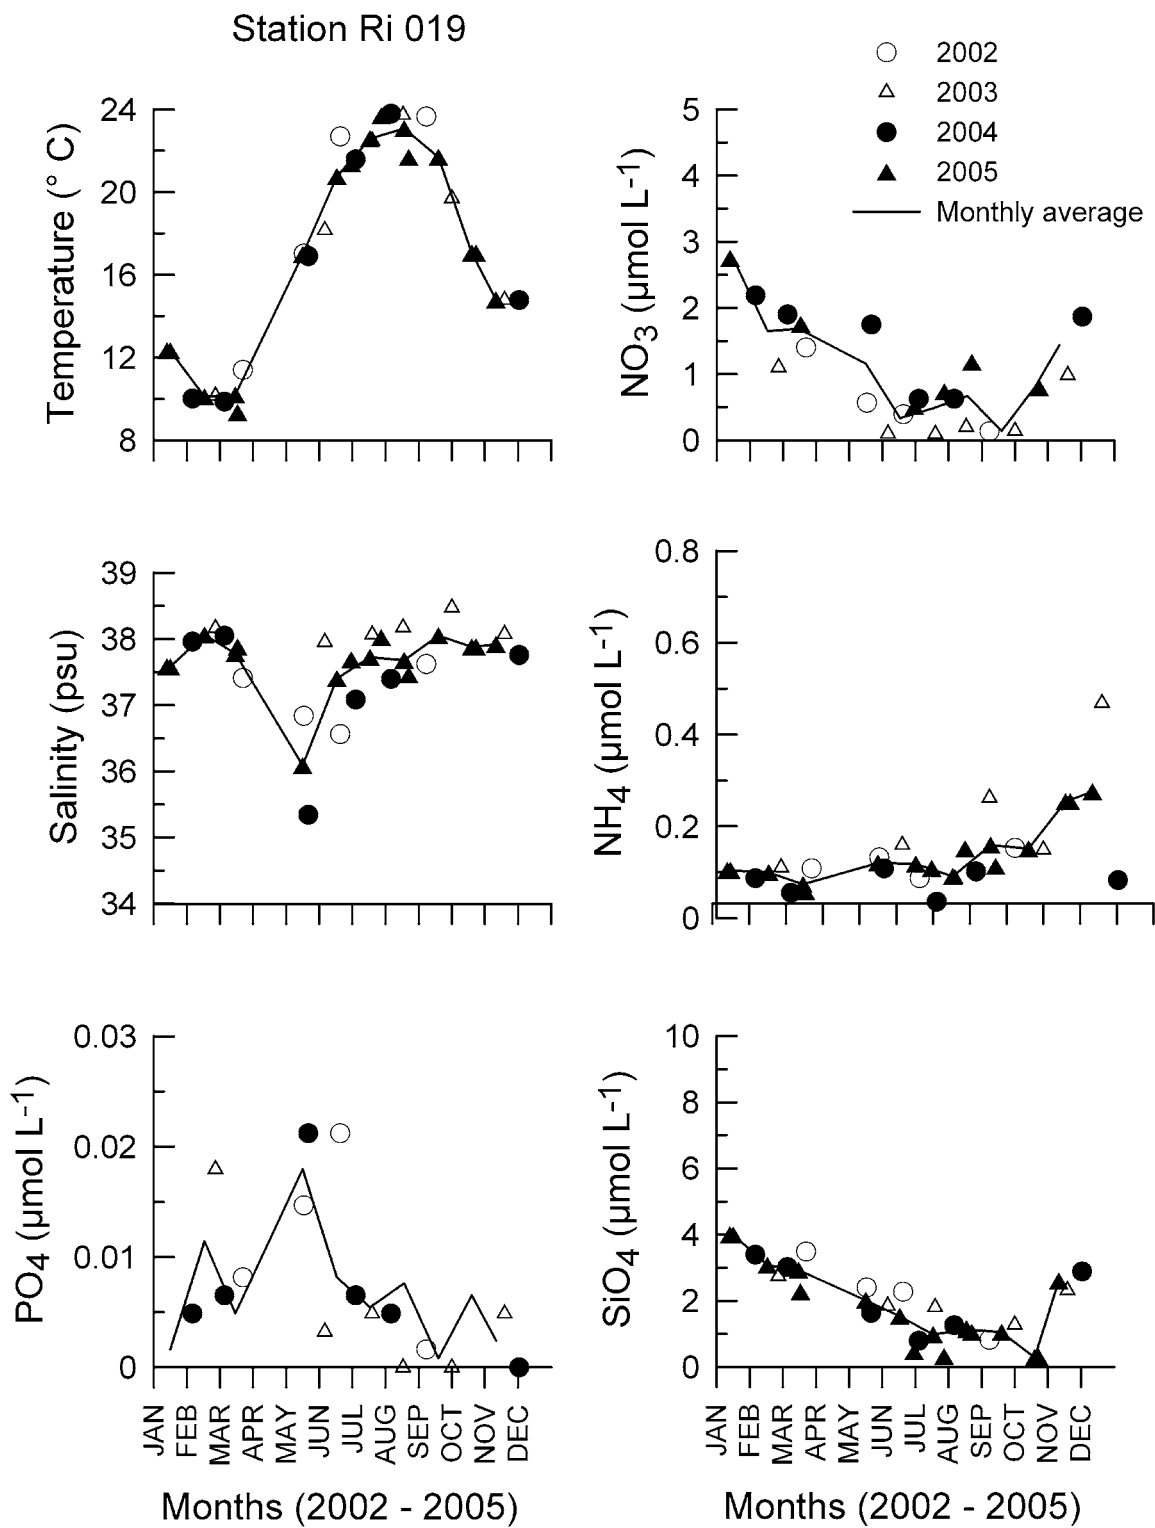 Station Ri 019
2002
2003
2004
2005
Monthly average
Temperature (° C)
24
20
16
12
8
NO3 (µmol L-1)
5
4
3
2
1
0
Salinity (psu)
39
38
37
36
35
34
NH4 (µmol L-1)
0.8
0.6
0.4
0.2
0
PO4 (µmol L-1)
0.03
0.02
0.01
0
JAN
FEB
MAR
APR
MAY
JUN
JUL
AUG
SEP
OCT
NOV
DEC
Months (2002 - 2005)
SiO4 (µmol L-1)
10
8
6
4
2
0
JAN
FEB
MAR
APR
MAY
JUN
JUL
AUG
SEP
OCT
NOV
DEC
Months (2002 - 2005)